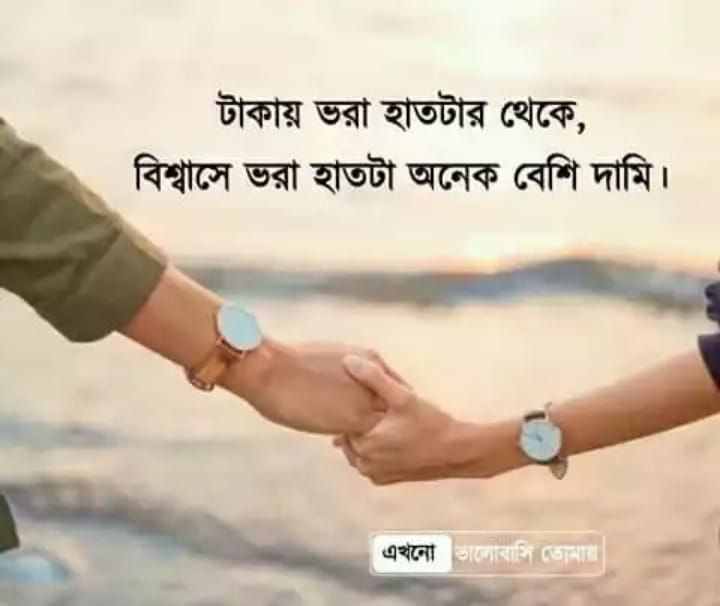 টাকায় ভরা হাতটার থেকে,
বিশ্বাসে ভরা হাতটা অনেক বেশি দামি।
এখনো ভালোবাসি তোমায়